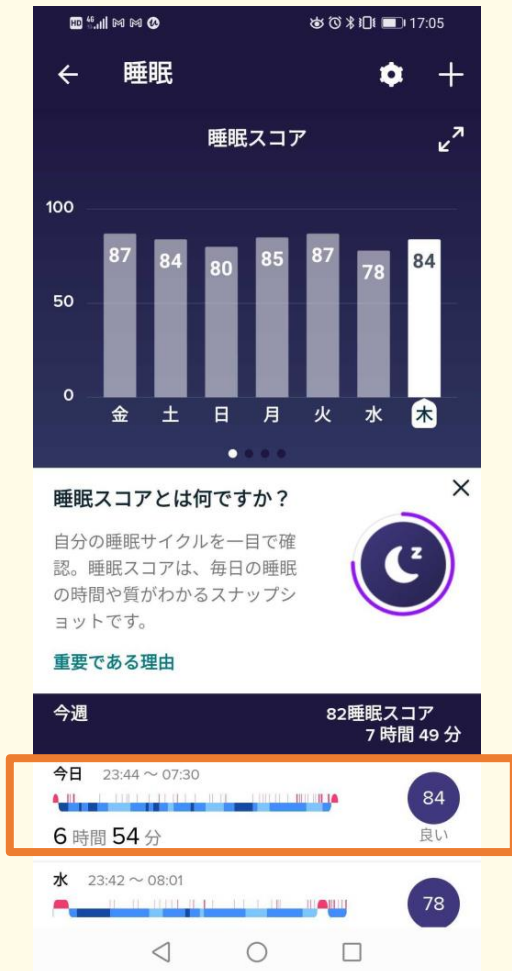 HD 46 17:05
睡眠
睡眠スコア
100
87 84 80 85 87 78 84
50
0
金 土 日 月 火 水 木
睡眠スコアとは何ですか？
自分の睡眠サイクルを一目で確
認。睡眠スコアは、毎日の睡眠
の時間や質がわかるスナップシ
ョットです。
重要である理由
今週 82睡眠スコア
7 時間 49 分
今日 23:44 ～ 07:30
84
6 時間 54 分 良い
水 23:42 ～ 08:01
78